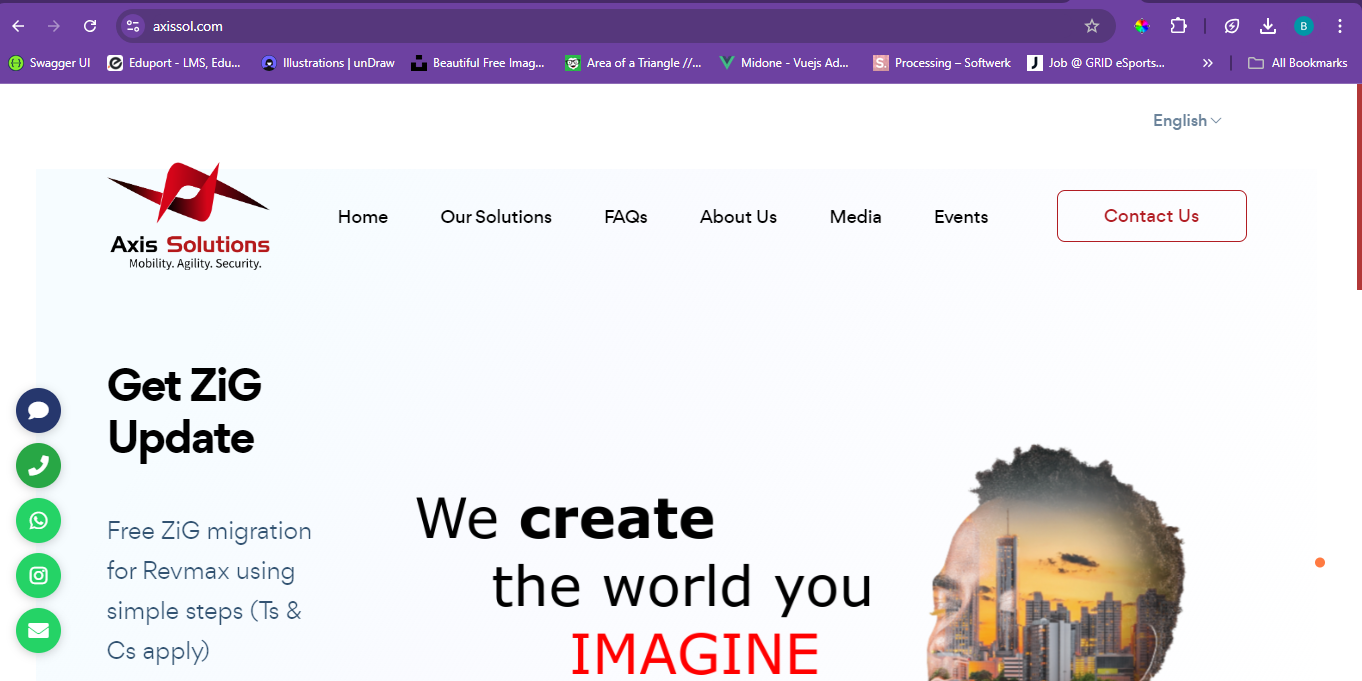 axissol.com
B
Swagger UI
Eduport - LMS, Edu...
Illustrations | unDraw
Beautiful Free Imag...
Area of a Triangle //...
Midone - Vuejs Ad...
S.
Processing – Softwerk
J
Job @ GRID eSports...
All Bookmarks
English
Axis Solutions
Mobility. Agility. Security.
Home
Our Solutions
FAQs
About Us
Media
Events
Contact Us
Get ZiG
Update
Free ZiG migration
for Revmax using
simple steps (Ts &
Cs apply)
We create
the world you
IMAGINE